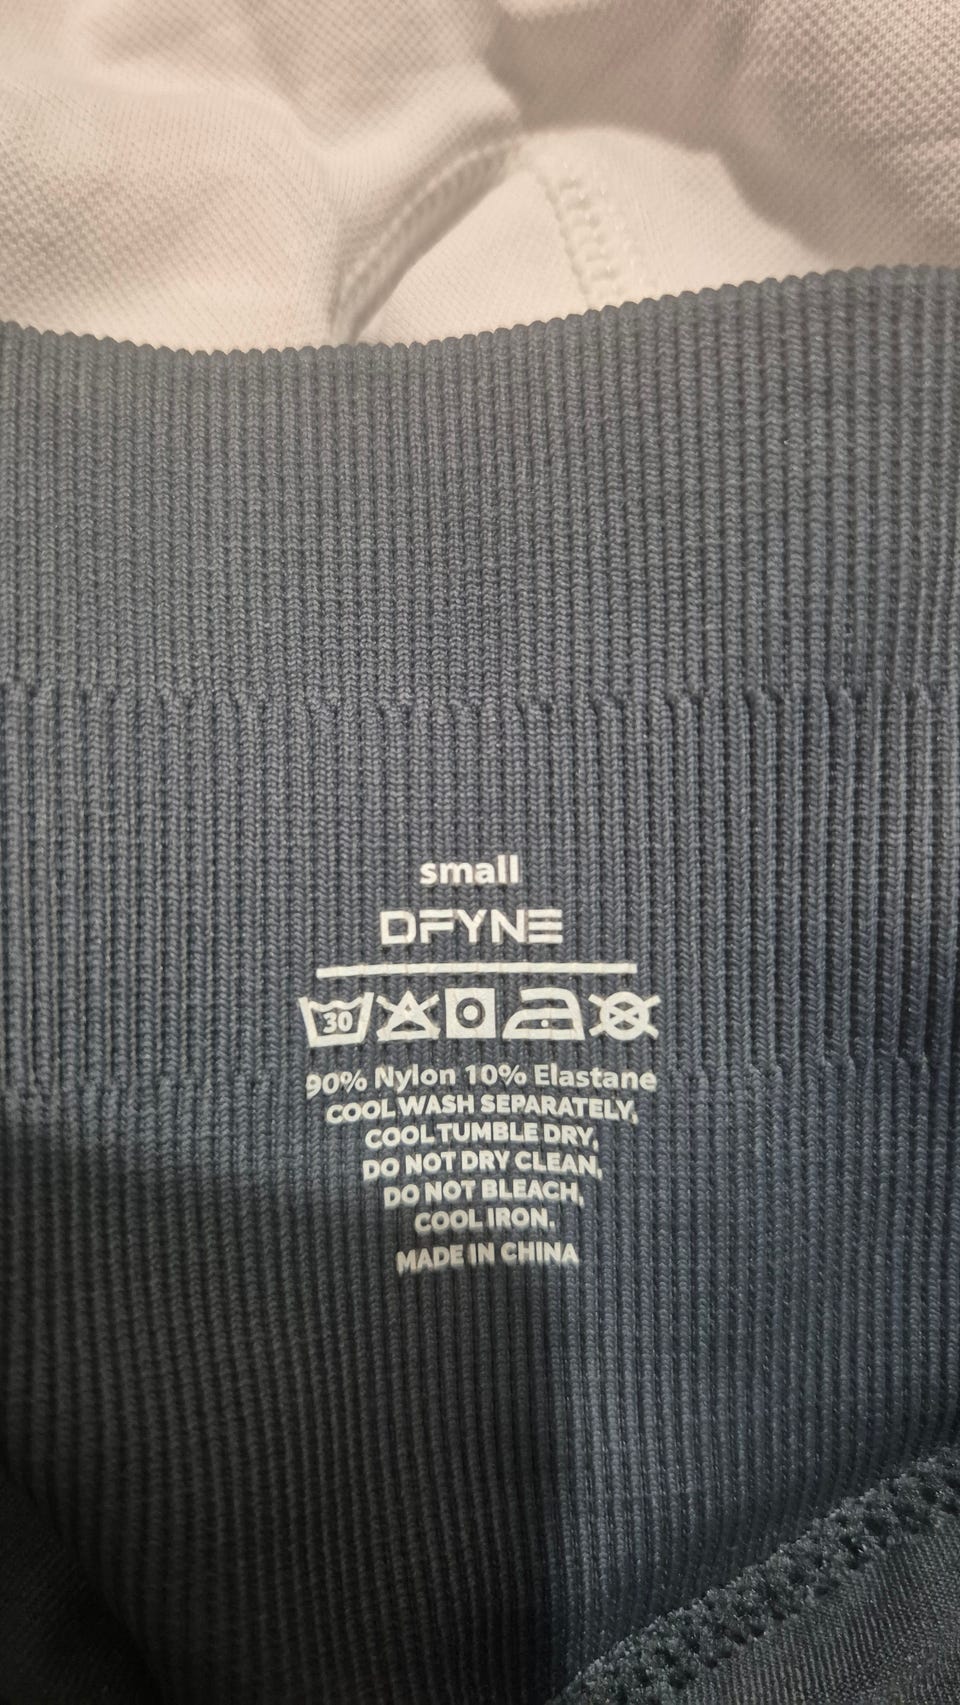 small
DFYNE
30
90% Nylon 10% Elastane
COOL WASH SEPARATELY,
COOL TUMBLE DRY,
DO NOT DRY CLEAN,
DO NOT BLEACH,
COOL IRON.
MADE IN CHINA